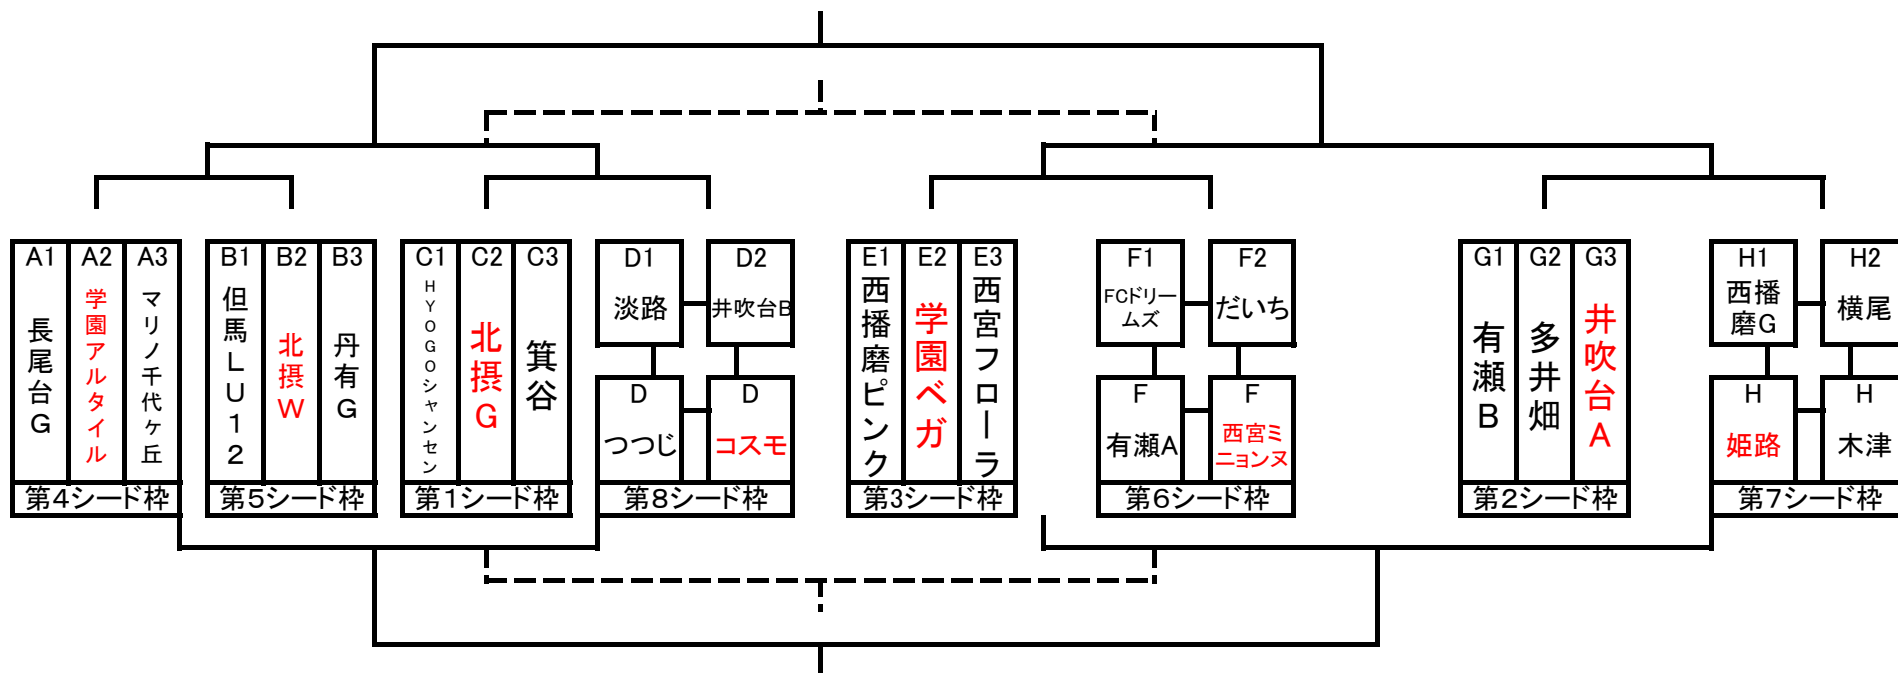 A1
長尾台G
A2
学園アルタイル
A3
マリノ千代ヶ丘
第4シード枠
B1
但馬LU12
B2
北摂W
B3
丹有G
第5シード枠
C1
HYOGOシャンセン
C2
北摂G
C3
箕谷
第1シード枠
D1
淡路
D2
井吹台B
D
つつじ
D
コスモ
第8シード枠
E1
西播磨ピンク
E2
学園ベガ
E3
西宮フローラ
第3シード枠
F1
FCドリー
ムズ
F2
だいち
F
有瀬A
F
西宮ミ
ニョンヌ
第6シード枠
G1
有瀬B
G2
多井畑
G3
井吹台A
第2シード枠
H1
西播
磨G
H2
横尾
H
姫路
H
木津
第7シード枠